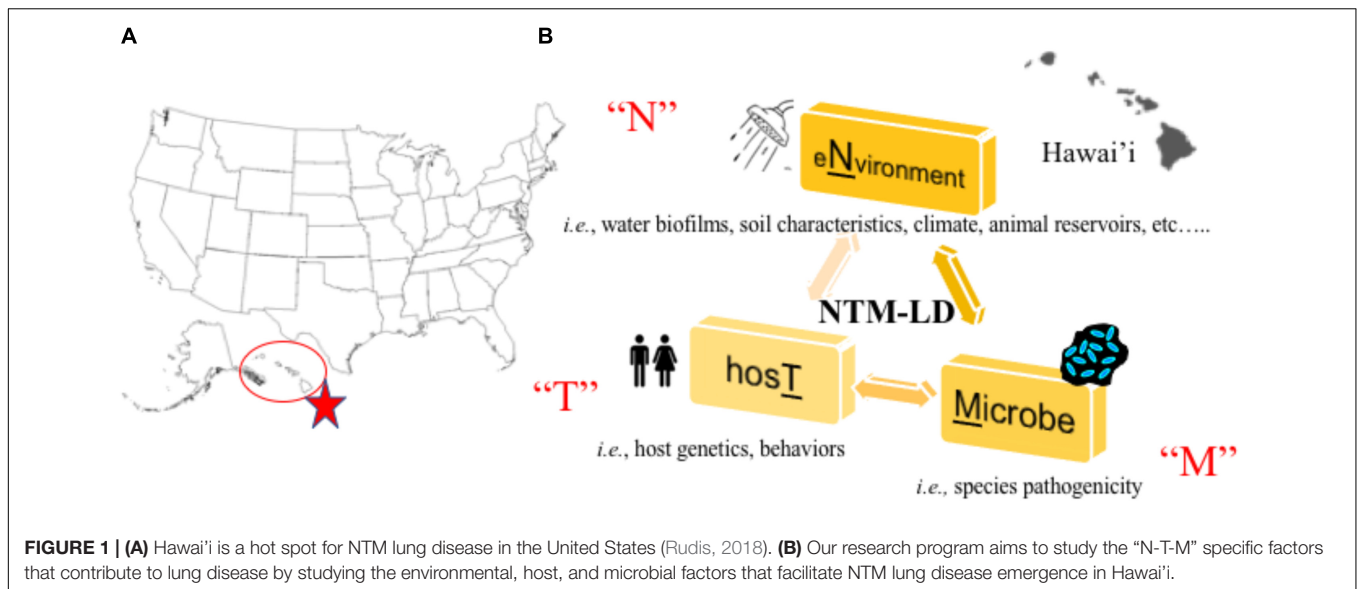 A
B
“N”
eNvironment
Hawai’i
i.e., water biofilms, soil characteristics, climate, animal reservoirs, etc…..
NTM-LD
“T”
hosT
Microbe
“M”
i.e., host genetics, behaviors
i.e., species pathogenicity
FIGURE 1 | (A) Hawai’i is a hot spot for NTM lung disease in the United States (Rudis, 2018). (B) Our research program aims to study the “N-T-M” specific factors
that contribute to lung disease by studying the environmental, host, and microbial factors that facilitate NTM lung disease emergence in Hawai’i.